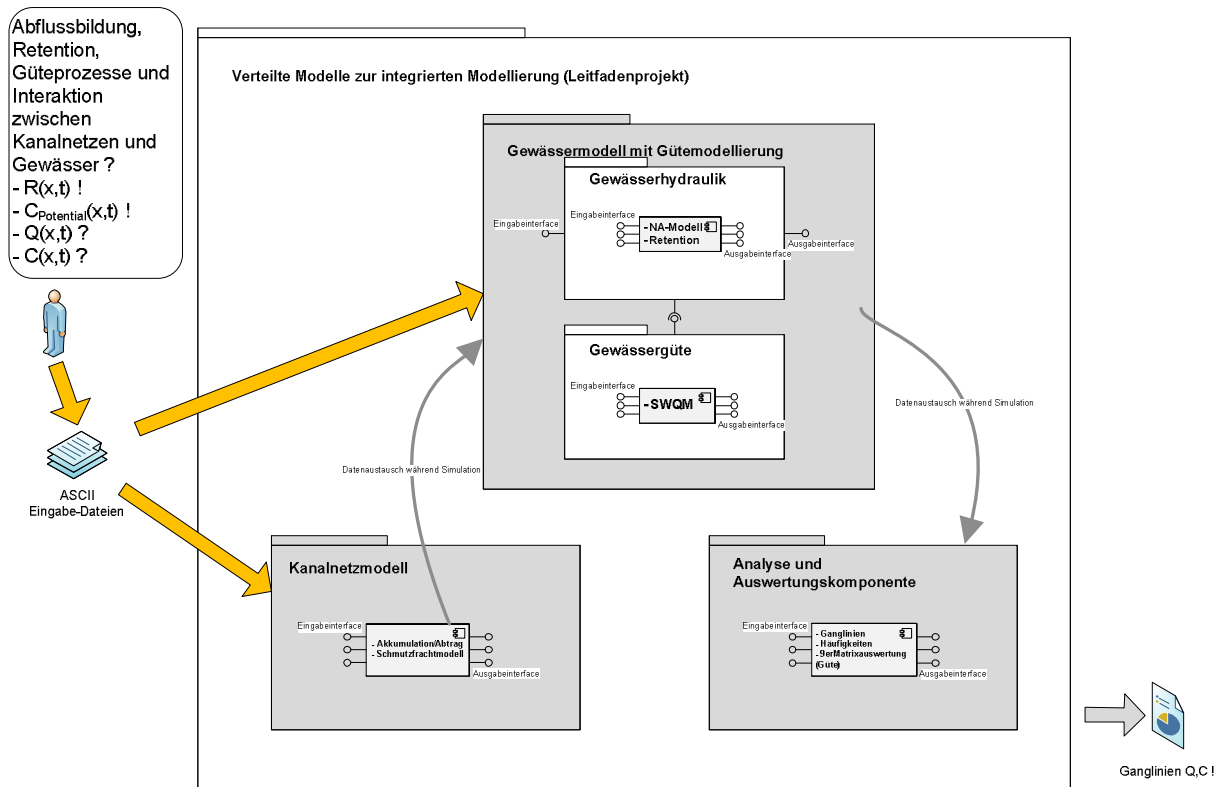 Abflussbildung,
Retention,
Güteprozesse und
Interaktion
zwischen
Kanalnetzen und
Gewässer ?
- R(x,t) !
- CPotential(x,t) !
- Q(x,t) ?
- C(x,t) ?
ASCII
Eingabe-Dateien
Verteilte Modelle zur integrierten Modellierung (Leitfadenprojekt)
Gewässermodell mit Gütemodellierung
Gewässerhydraulik
Eingabeinterface
Eingabeinterface
-NA-Modell
-Retention
Ausgabeinterface
Ausgabeinterface
Gewässergüte
Eingabeinterface
-SWQM
Ausgabeinterface
Datenaustausch während Simulation
Datenaustausch während Simulation
Kanalnetzmodell
Eingabeinterface
- Akkumulation/Abtrag
- Schmutzfrachtmodell
Ausgabeinterface
Analyse und
Auswertungskomponente
Eingabeinterface
- Ganglinien
- Häufigkeiten
- 9erMatrixauswertung
(Güte)
Ausgabeinterface
Ganglinien Q,C !